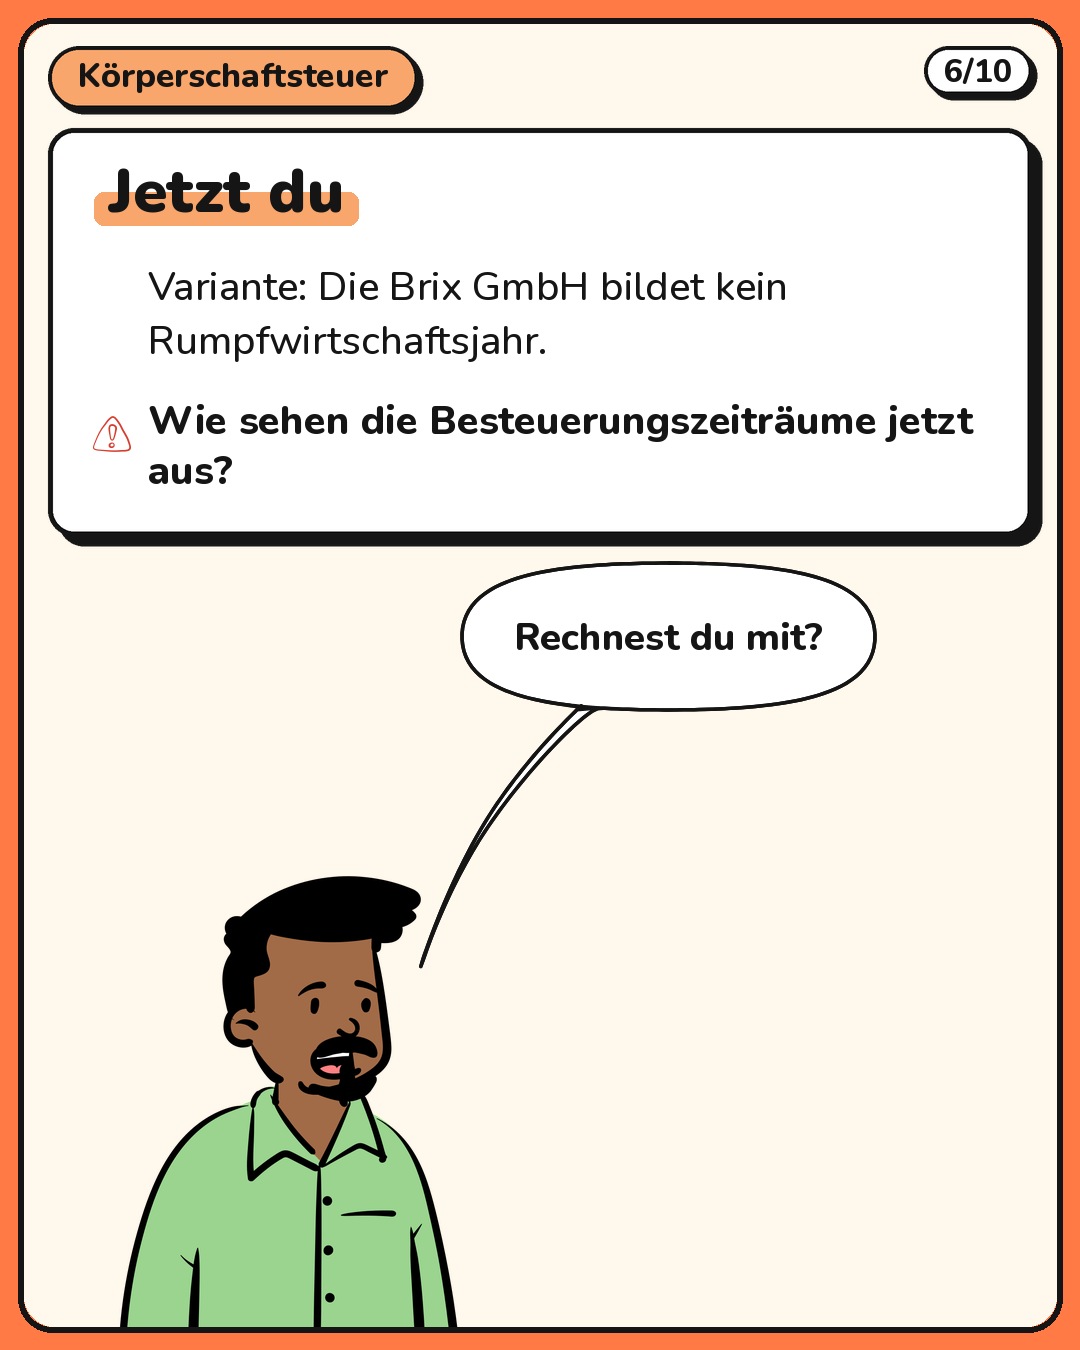 Körperschaftsteuer
6/10
Jetzt du
Variante: Die Brix GmbH bildet kein
Rumpfwirtschaftsjahr.
Wie sehen die Besteuerungszeiträume jetzt
aus?
Rechnest du mit?